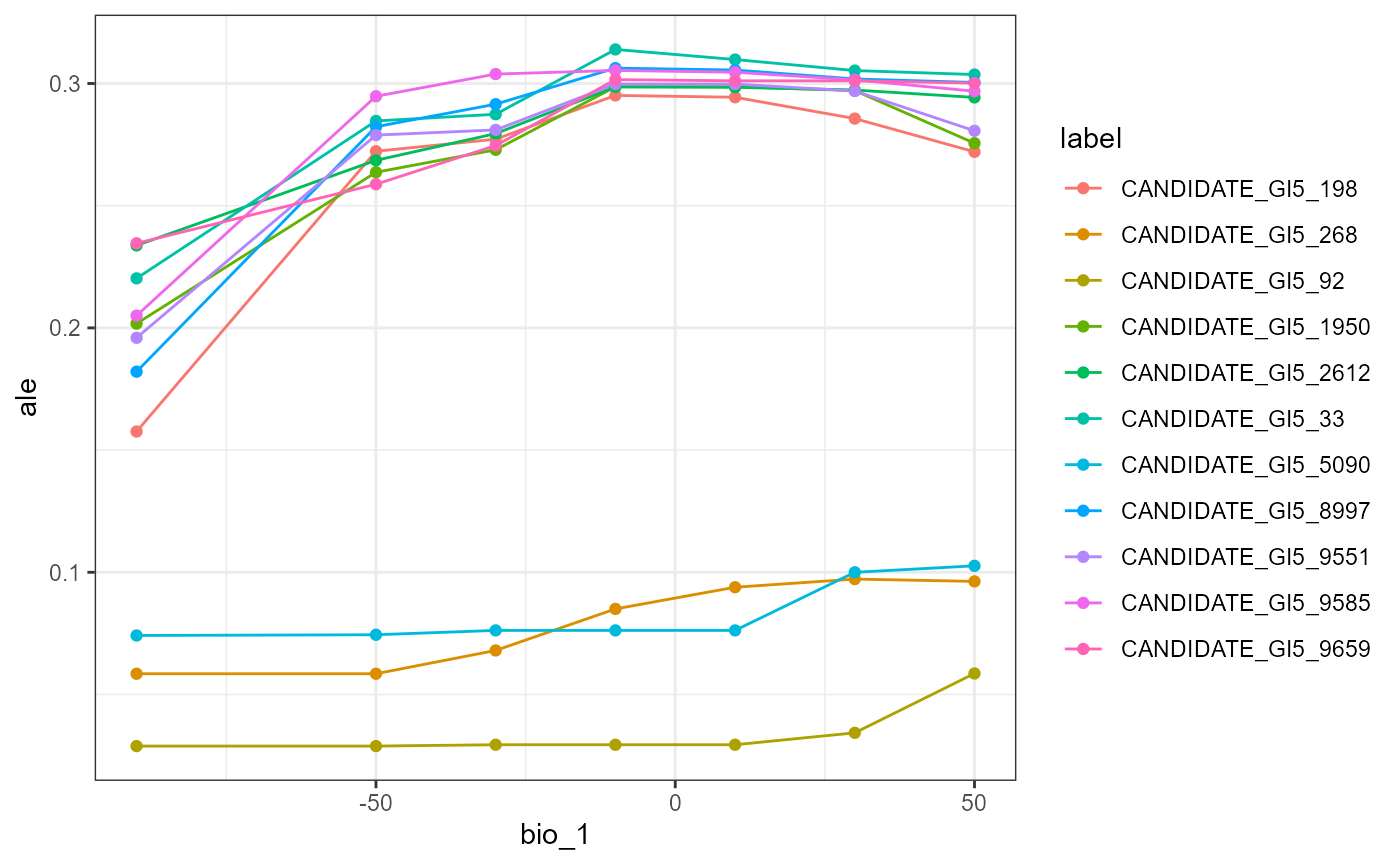 0.3
0.2
0.1
ale
-50
0
50
bio_1
label
CANDIDATE_GI5_198
CANDIDATE_GI5_268
CANDIDATE_GI5_92
CANDIDATE_GI5_1950
CANDIDATE_GI5_2612
CANDIDATE_GI5_33
CANDIDATE_GI5_5090
CANDIDATE_GI5_8997
CANDIDATE_GI5_9551
CANDIDATE_GI5_9585
CANDIDATE_GI5_9659